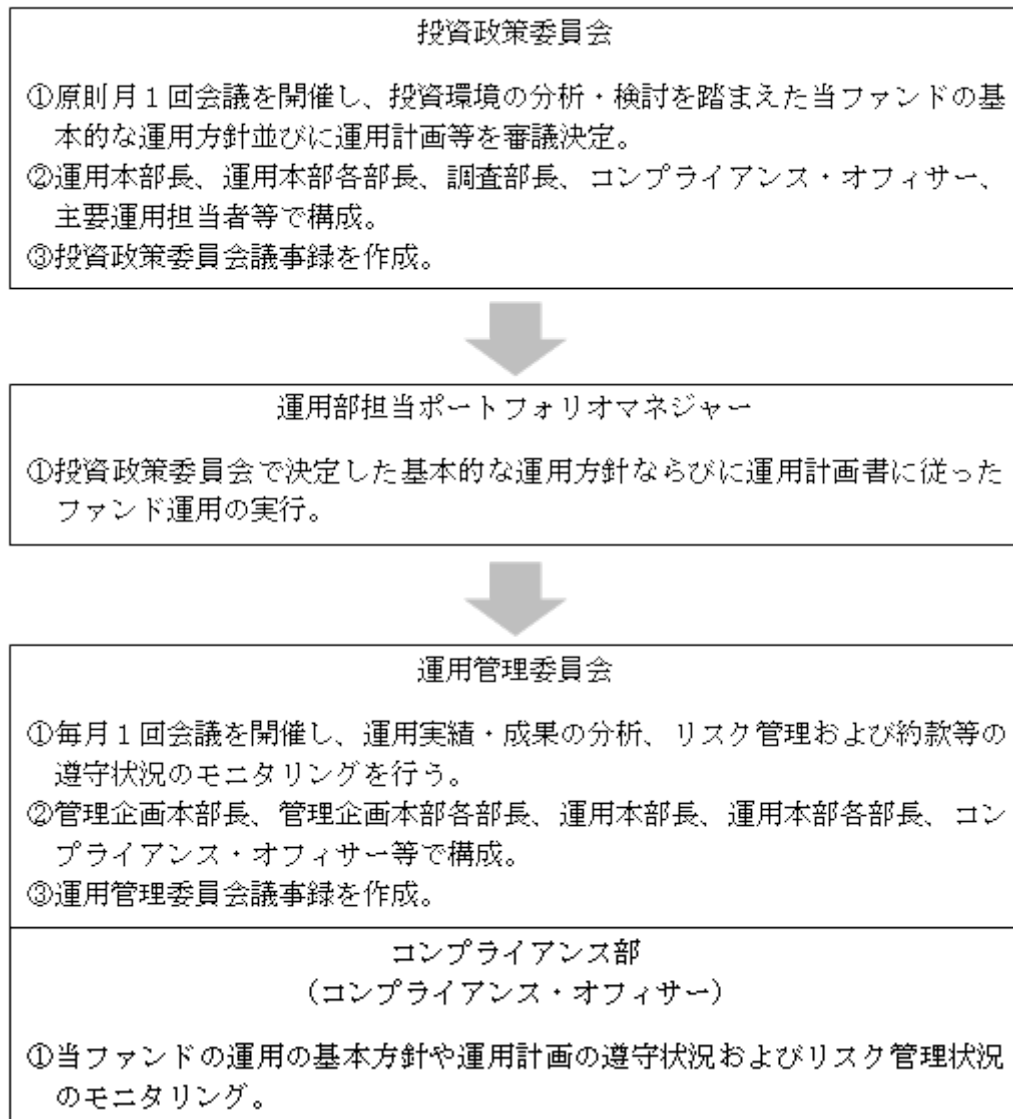 投資政策委員会
①原則月１回会議を開催し、投資環境の分析・検討を踏まえた当ファンドの基
本的な運用方針並びに運用計画等を審議決定。
②運用本部長、運用本部各部長、調査部長、コンプライアンス・オフィサー、
主要運用担当者等で構成。
③投資政策委員会議事録を作成。
運用部担当ポートフォリオマネジャー
①投資政策委員会で決定した基本的な運用方針ならびに運用計画書に従った
ファンド運用の実行。
運用管理委員会
①毎月１回会議を開催し、運用実績・成果の分析、リスク管理および約款等の
遵守状況のモニタリングを行う。
②管理企画本部長、管理企画本部各部長、運用本部長、運用本部各部長、コン
プライアンス・オフィサー等で構成。
③運用管理委員会議事録を作成。
コンプライアンス部
（コンプライアンス・オフィサー）
①当ファンドの運用の基本方針や運用計画の遵守状況およびリスク管理状況
のモニタリング。